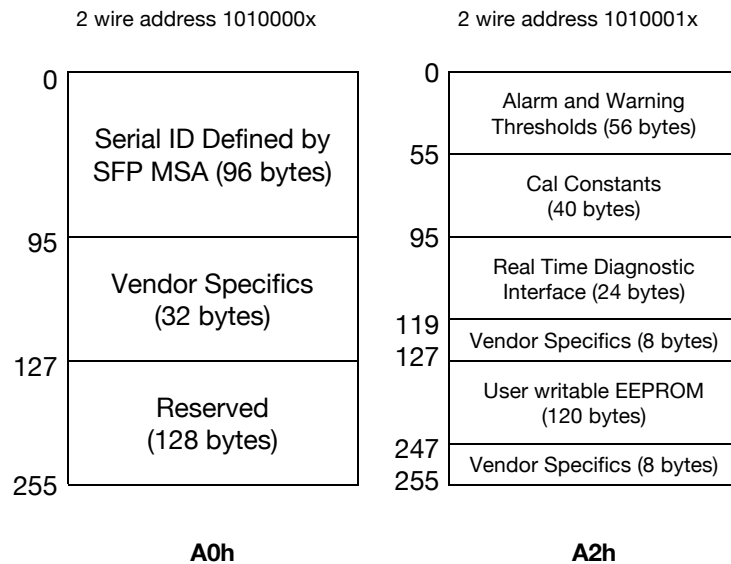 2 wire address 1010000x
0
Serial ID Defined by
SFP MSA (96 bytes)
95
Vendor Specifics
(32 bytes)
127
Reserved
(128 bytes)
255
A0h
2 wire address 1010001x
0
Alarm and Warning
Thresholds (56 bytes)
55
Cal Constants
(40 bytes)
95
Real Time Diagnostic
Interface (24 bytes)
119
Vendor Specifics (8 bytes)
127
User writable EEPROM
(120 bytes)
247
Vendor Specifics (8 bytes)
255
A2h